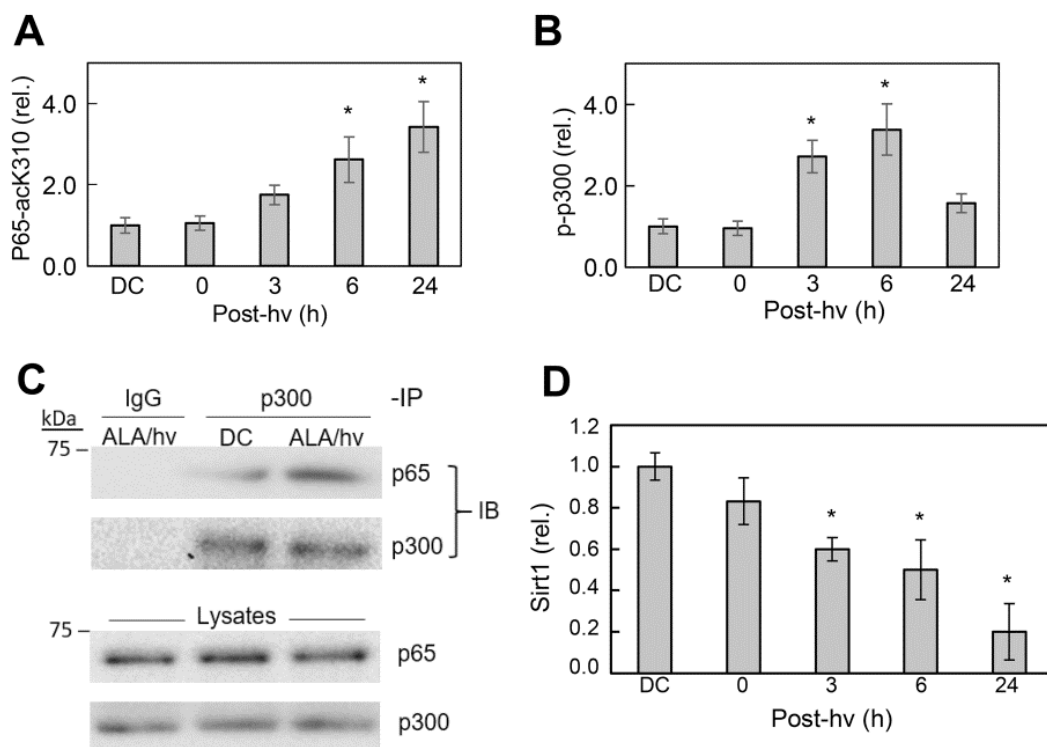 A
P65-acK310 (rel.)
4.0
2.0
0.0
*
*
DC 0 3 6 24
Post-hv (h)
B
p-p300 (rel.)
4.0
2.0
0.0
*
*
DC 0 3 6 24
Post-hv (h)
C
IgG p300 -IP
kDa
ALA/hv DC ALA/hv
75
p65
p300
IB
Lysates
75
p65
p300
D
Sirt1 (rel.)
1.2
1.0
0.8
0.6
0.4
0.2
0.0
*
*
*
DC 0 3 6 24
Post-hv (h)